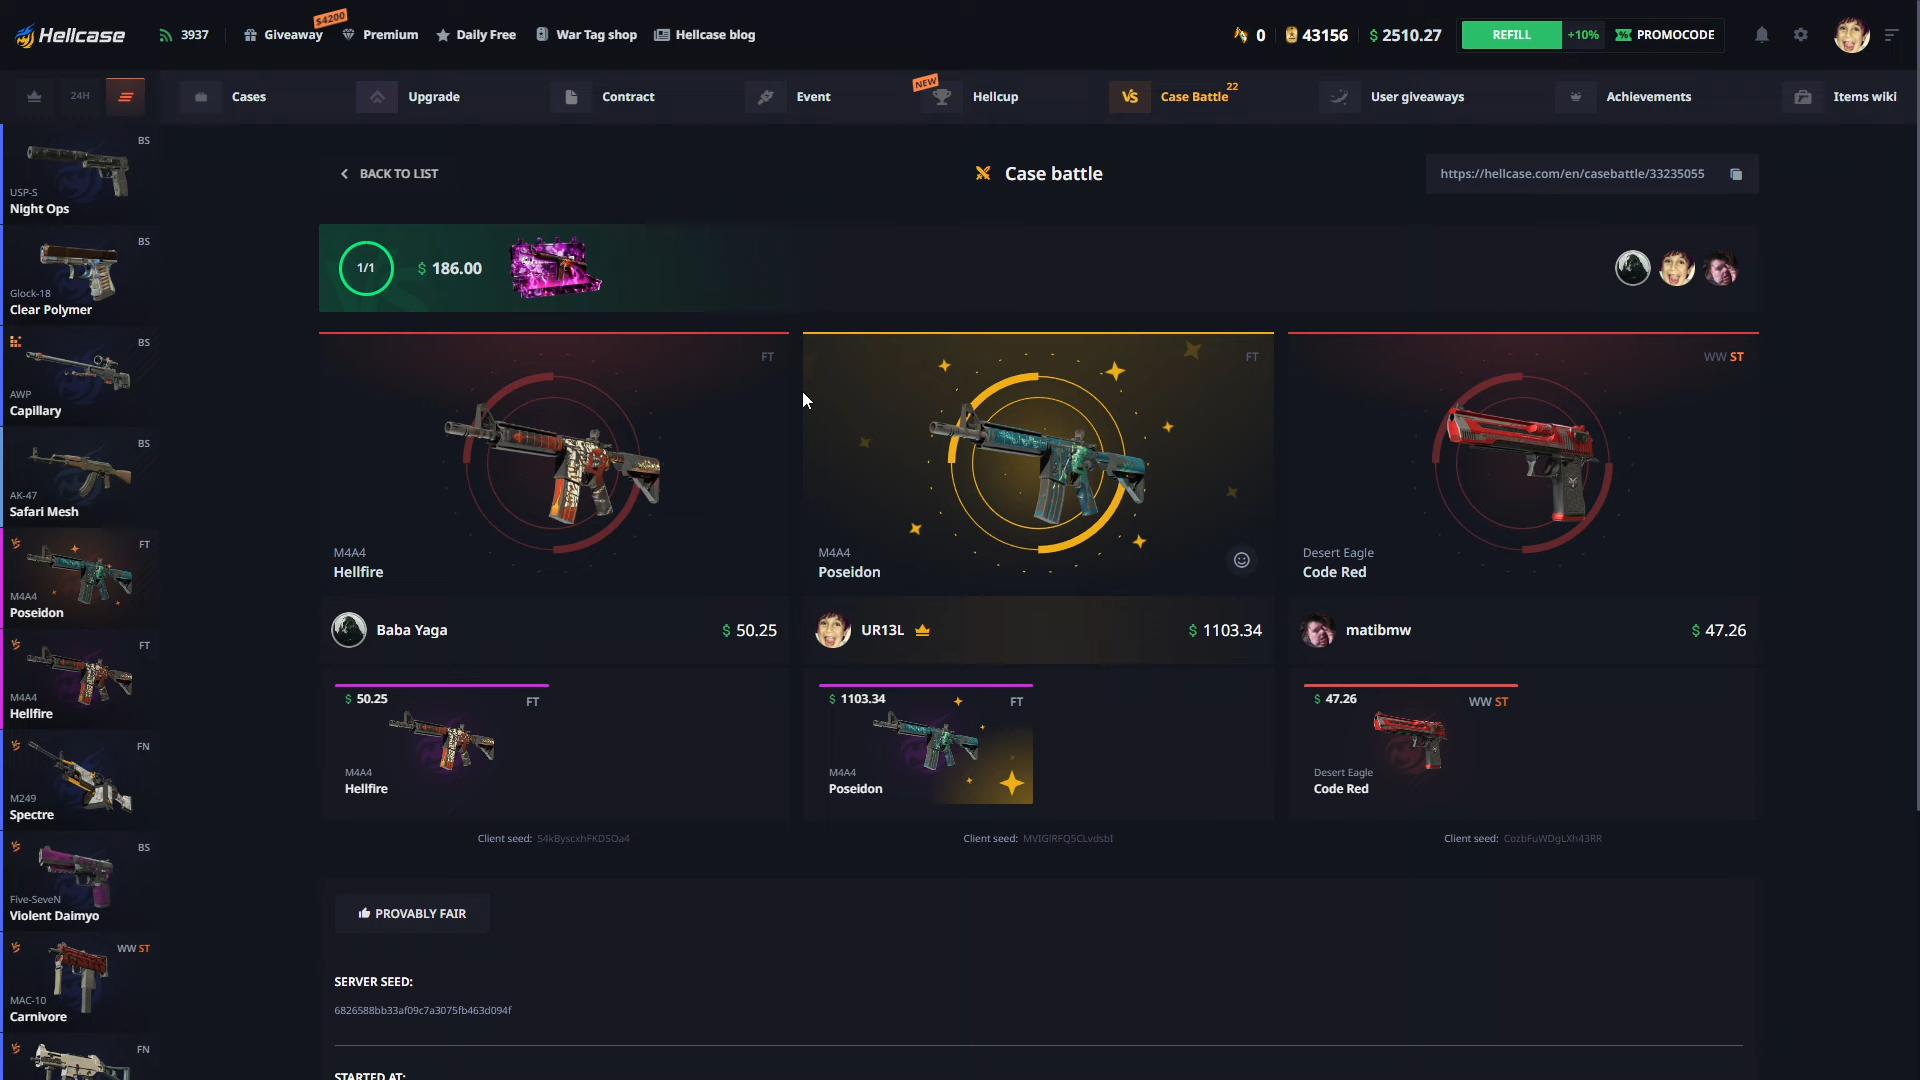 Hellcase
3937
Giveaway
$4200
Premium
Daily Free
War Tag shop
Hellcase blog
0
43156
$ 2510.27
REFILL
+10%
PROMOCODE
24H
Cases
Upgrade
Contract
Event
NEW
Hellcup
VS
Case Battle
22
User giveaways
Achievements
Items wiki
BS
USP-S
Night Ops
BS
Glock-18
Clear Polymer
BS
AWP
Capillary
BS
AK-47
Safari Mesh
FT
M4A4
Poseidon
FT
M4A4
Hellfire
FN
M249
Spectre
BS
Five-SeveN
Violent Daimyo
WW ST
MAC-10
Carnivore
FN
BACK TO LIST
Case battle
https://hellcase.com/en/casebattle/33235055
1/1
$ 186.00
FT
M4A4
Hellfire
FT
M4A4
Poseidon
WW ST
Desert Eagle
Code Red
Baba Yaga
$ 50.25
UR13L
$ 1103.34
matibmw
$ 47.26
$ 50.25
FT
M4A4
Hellfire
$ 1103.34
FT
M4A4
Poseidon
$ 47.26
WW ST
Desert Eagle
Code Red
Client seed:
Client seed:
Client seed: CozbFuWDgLXh43RR
PROVABLY FAIR
SERVER SEED:
6826588bb33af09c7a3075fb463d094f
STARTED AT: